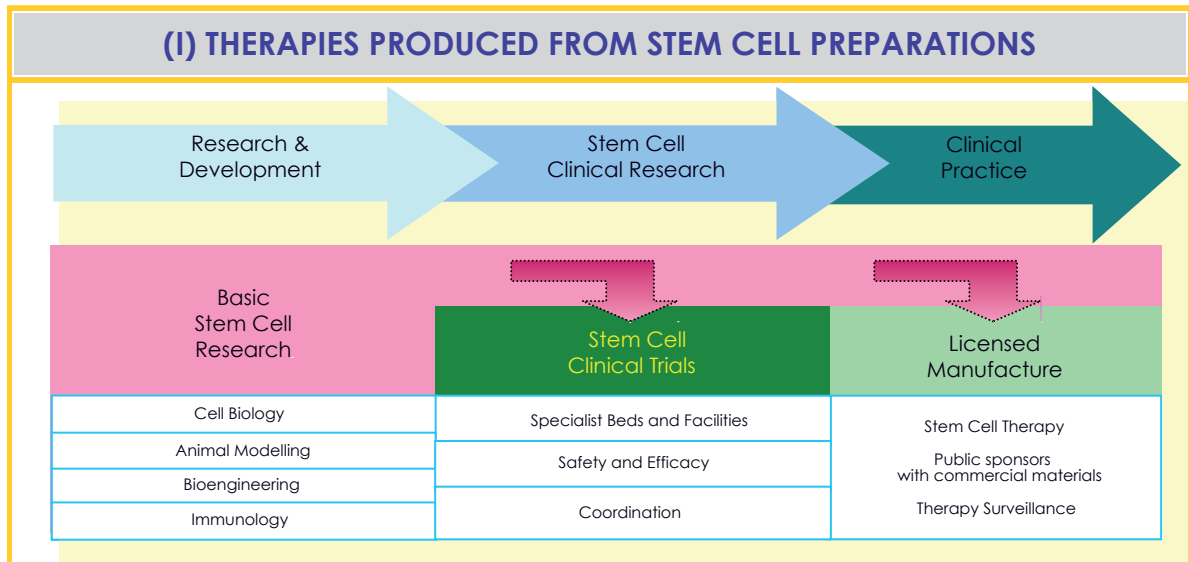 (I) THERAPIES PRODUCED FROM STEM CELL PREPARATIONS
Research &
Development
Stem Cell
Clinical Research
Clinical
Practice
Basic
Stem Cell
Research
Stem Cell
Clinical Trials
Licensed
Manufacture
Cell Biology
Animal Modelling
Bioengineering
Immunology
Specialist Beds and Facilities
Safety and Efficacy
Coordination
Stem Cell Therapy
Public sponsors
with commercial materials
Therapy Surveillance